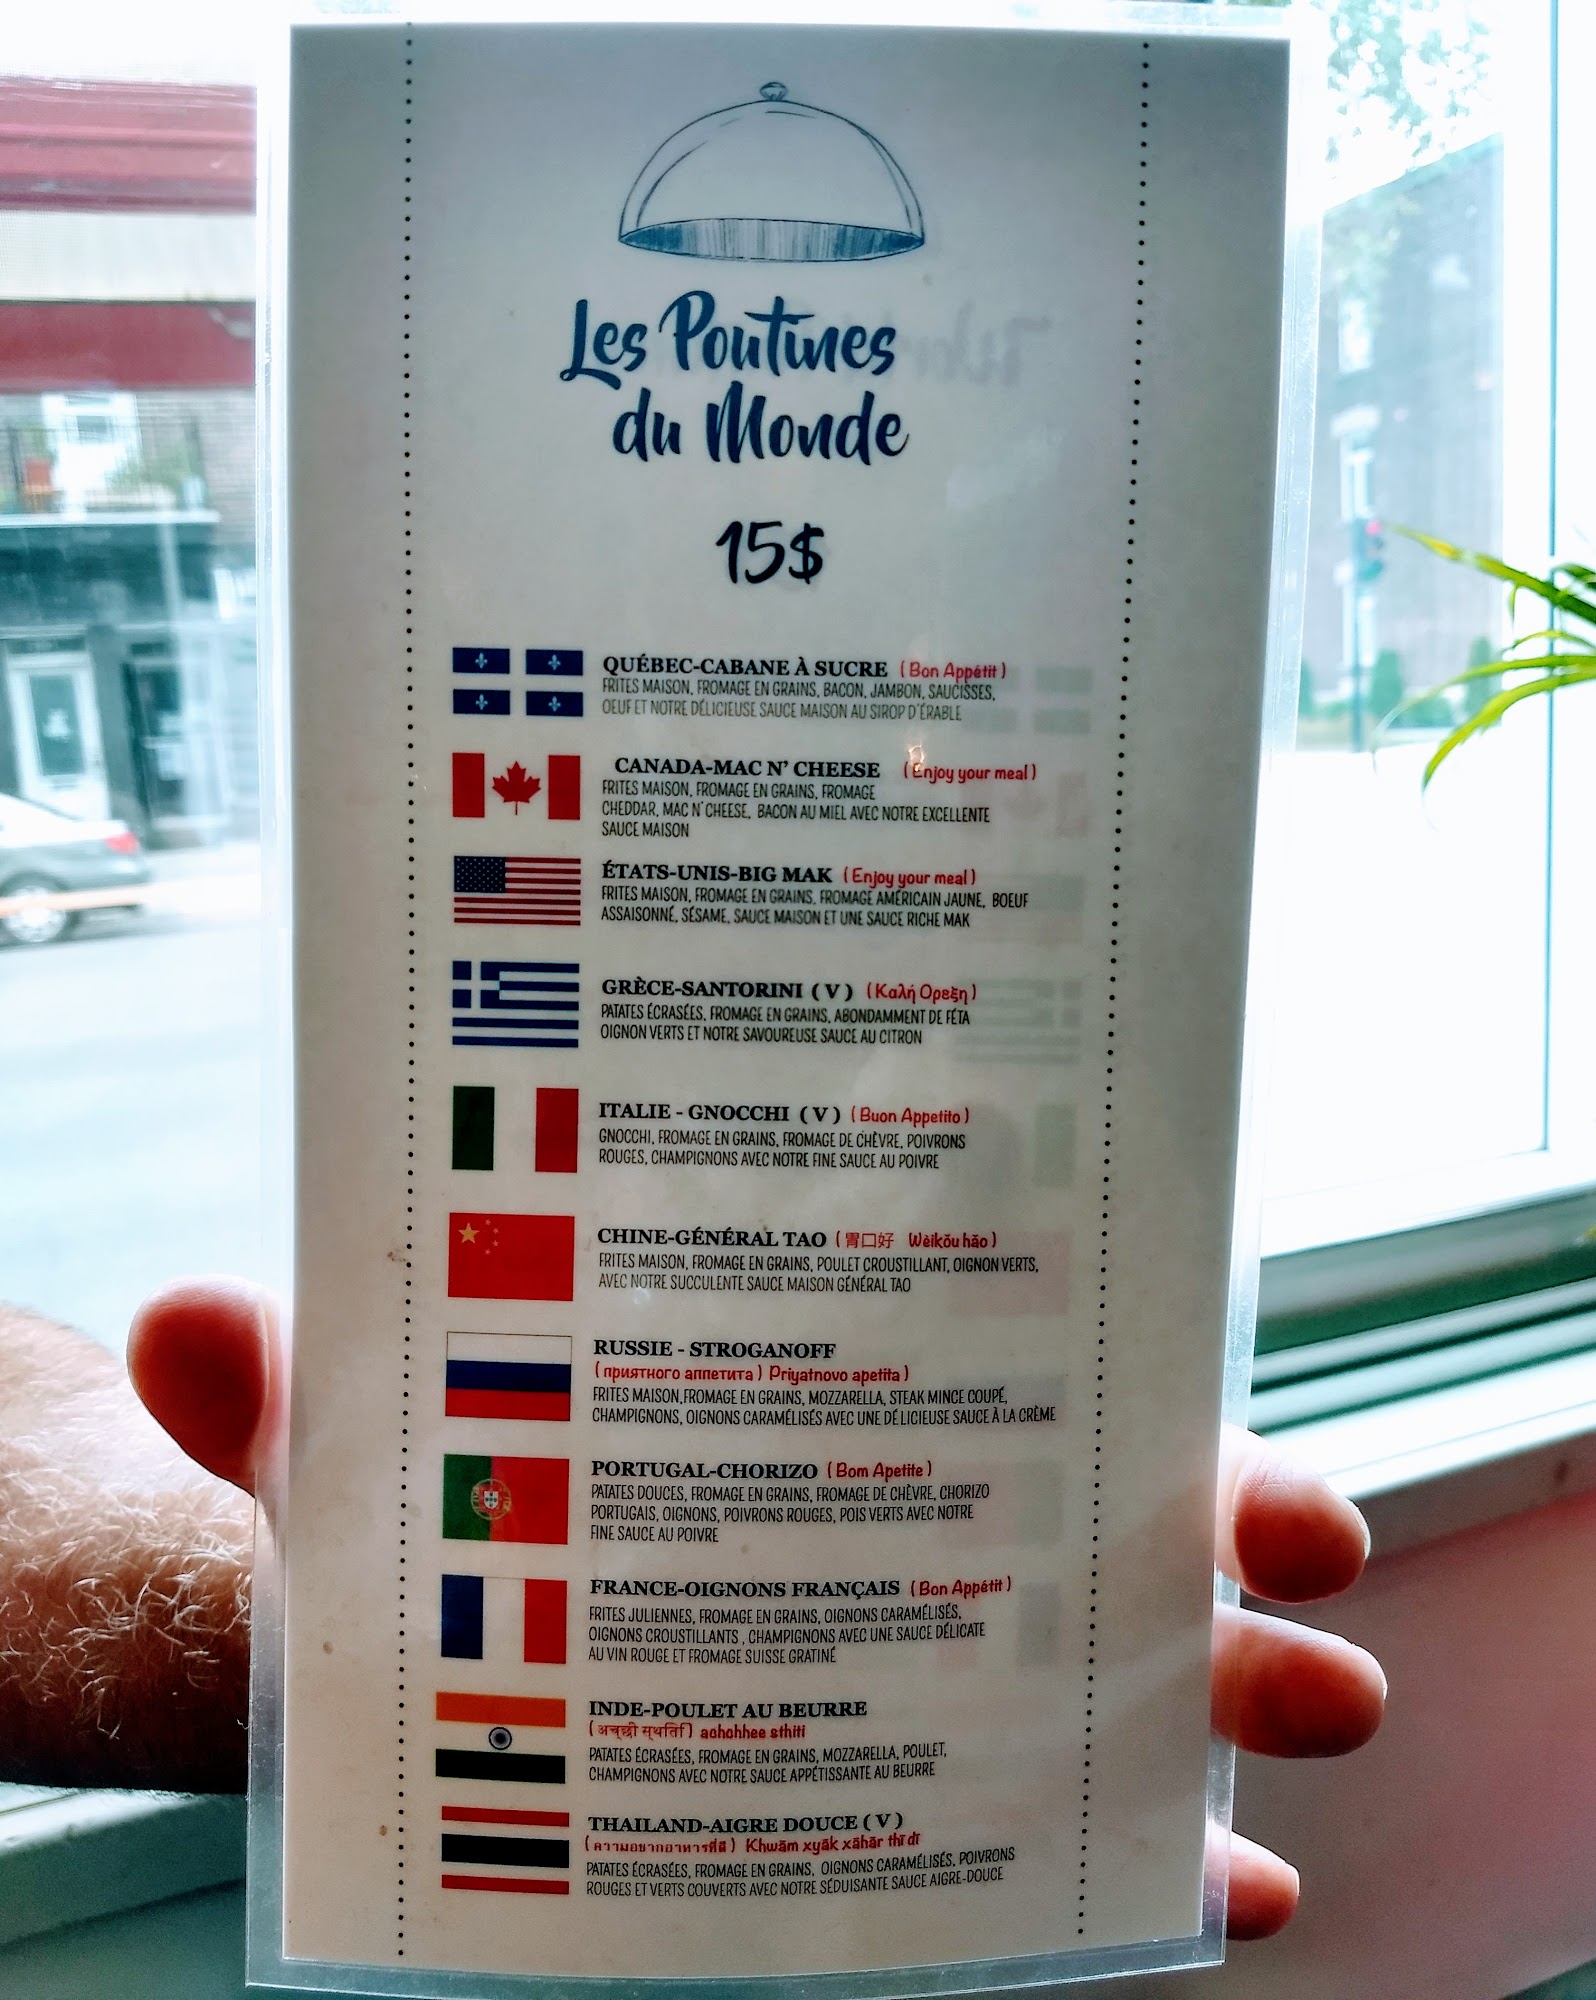 Les Poutines
du Monde
15$
QUÉBEC-CABANE À SUCRE (Bon Appétit)
FRITES MAISON, FROMAGE EN GRAINS, BACON, JAMBON, SAUCISSES,
OEUF ET NOTRE DÉLICIEUSE SAUCE MAISON AU SIROP D'ÉRABLE
CANADA-MAC N' CHEESE (Enjoy your meal)
FRITES MAISON, FROMAGE EN GRAINS, FROMAGE
CHEDDAR, MAC N'CHEESE, BACON AU MIEL AVEC NOTRE EXCELLENTE
SAUCE MAISON
ÉTATS-UNIS-BIG MAK (Enjoy your meal)
FRITES MAISON, FROMAGE EN GRAINS, FROMAGE AMÉRICAIN JAUNE, BOEUF
ASSAISONNÉ, SÉSAME, SAUCE MAISON ET UNE SAUCE RICHE MAK
GRÈCE-SANTORINI (V) (Καλή Ορεξη)
PATATES ÉCRASÉES, FROMAGE EN GRAINS, ABONDAMMENT DE FÉTA
OIGNON VERTS ET NOTRE SAVOUREUSE SAUCE AU CITRON
ITALIE - GNOCCHI (V) (Buon Appetito)
GNOCCHI, FROMAGE EN GRAINS, FROMAGE DE CHÈVRE, POIVRONS
ROUGES, CHAMPIGNONS AVEC NOTRE FINE SAUCE AU POIVRE
CHINE-GÉNÉRAL TAO (胃口好 Wèikǒu hǎo)
FRITES MAISON, FROMAGE EN GRAINS, POULET CROUSTILLANT, OIGNON VERTS,
AVEC NOTRE SUCCULENTE SAUCE MAISON GÉNÉRAL TAO
RUSSIE - STROGANOFF
(приятного аппетита) Priyatnovo apetita)
FRITES MAISON,FROMAGE EN GRAINS, MOZZARELLA, STEAK MINCE COUPÉ,
CHAMPIGNONS, OIGNONS CARAMÉLISÉS AVEC UNE DÉ LICIEUSE SAUCE À LA CRÈME
PORTUGAL-CHORIZO (Bom Apetite)
PATATES DOUCES, FROMAGE EN GRAINS, FROMAGE DE CHÈVRE, CHORIZO
PORTUGAIS, OIGNONS, POIVRONS ROUGES, POIS VERTS AVEC NOTRE
FINE SAUCE AU POIVRE
FRANCE-OIGNONS FRANÇAIS (Bon Appétit)
FRITES JULIENNES, FROMAGE EN GRAINS, OIGNONS CARAMÉLISÉS,
OIGNONS CROUSTILLANTS , CHAMPIGNONS AVEC UNE SAUCE DÉLICATE
AU VIN ROUGE ET FROMAGE SUISSE GRATINÉ
INDE-POULET AU BEURRE
(अच्छी स्थिति) achchhee sthiti
PATATES ÉCRASÉES, FROMAGE EN GRAINS, MOZZARELLA, POULET,
CHAMPIGNONS AVEC NOTRE SAUCE APPÉTISSANTE AU BEURRE
THAILAND-AIGRE DOUCE (V)
(ความอยากอาหารที่ดี) Khwām xyāk xāhār thī̀ dī
PATATES ÉCRASÉES, FROMAGE EN GRAINS, OIGNONS CARAMÉLISÉS, POIVRONS
ROUGES ET VERTS COUVERTS AVEC NOTRE SÉDUISANTE SAUCE AIGRE-DOUCE